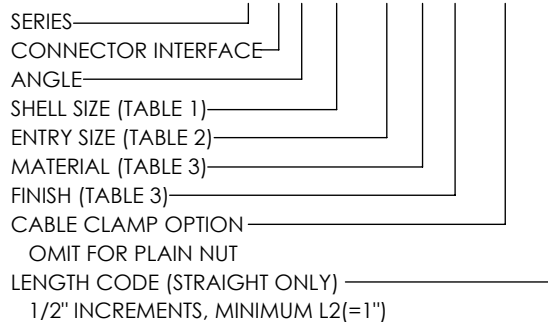 SERIES
CONNECTOR INTERFACE
ANGLE
SHELL SIZE (TABLE 1)
ENTRY SIZE (TABLE 2)
MATERIAL (TABLE 3)
FINISH (TABLE 3)
CABLE CLAMP OPTION
OMIT FOR PLAIN NUT
LENGTH CODE (STRAIGHT ONLY)
1/2" INCREMENTS, MINIMUM L2(=1")